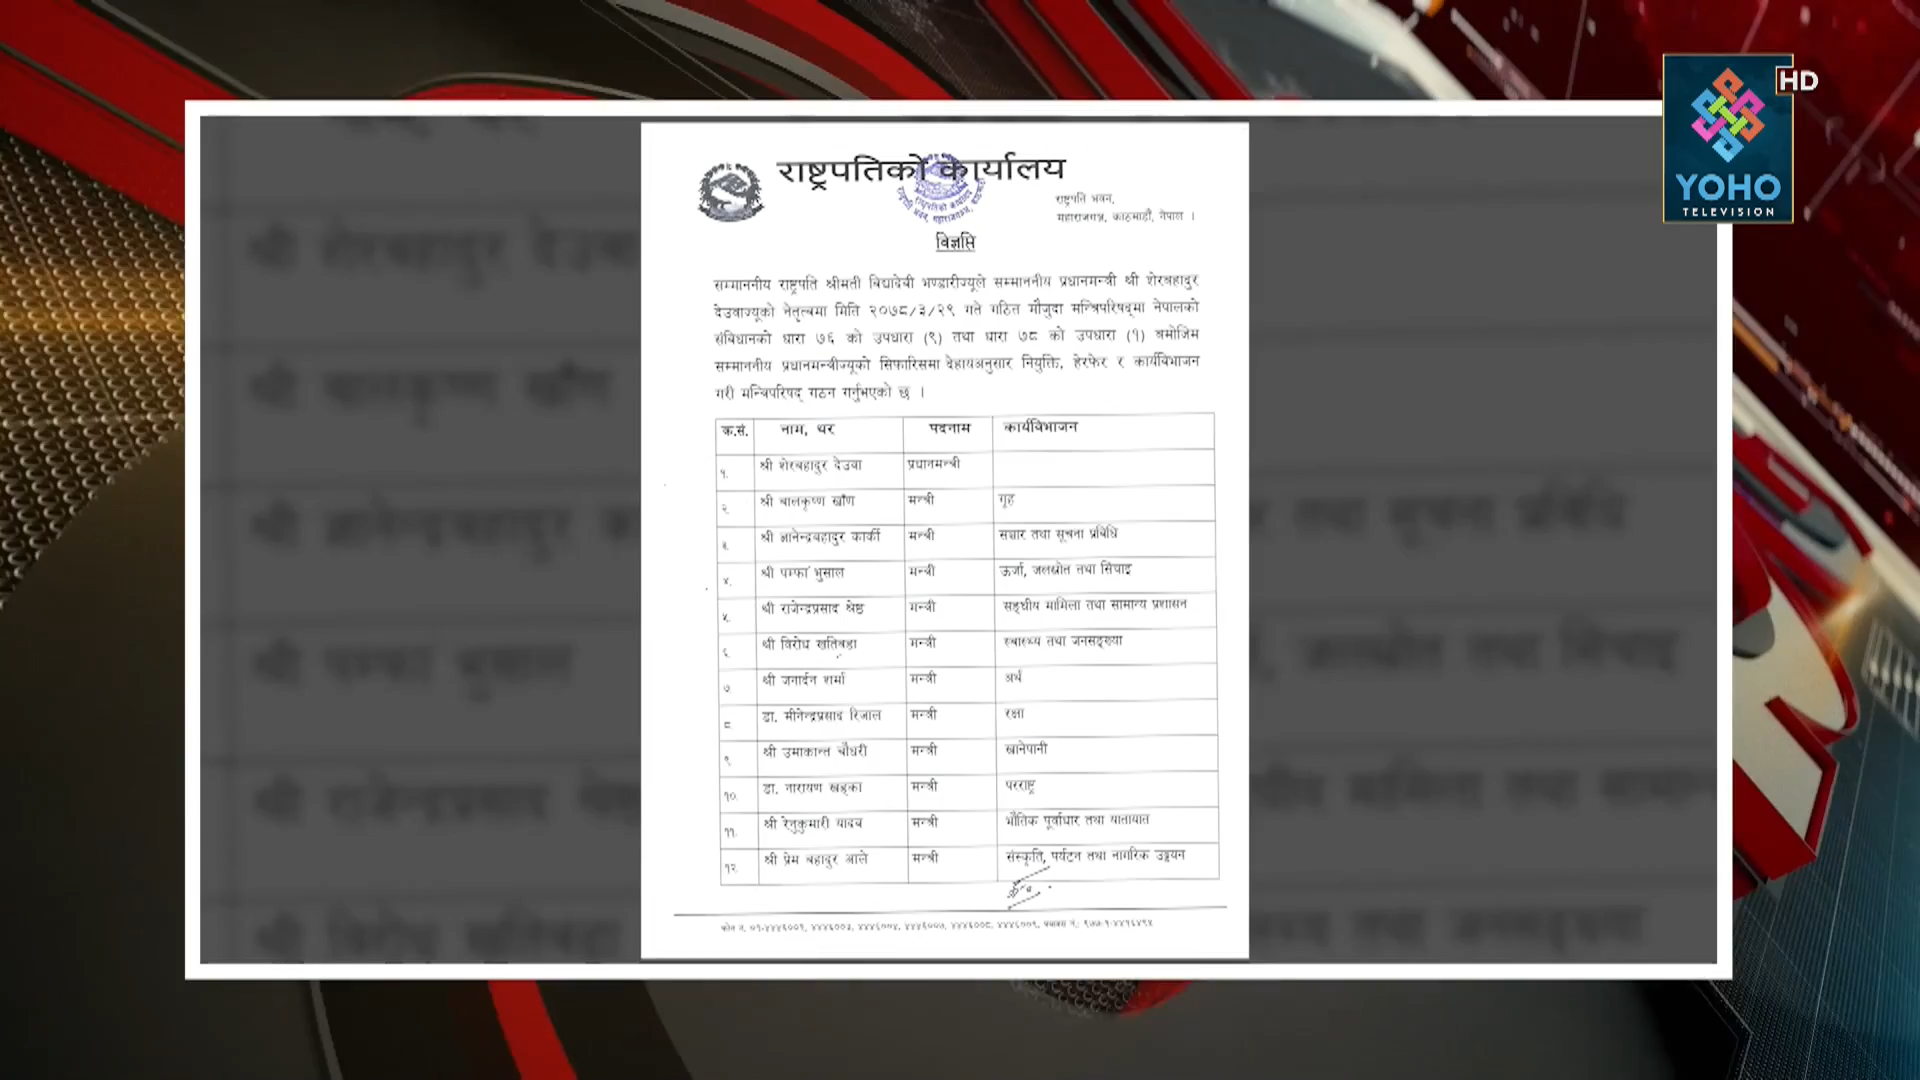 HD
YOHO
TELEVISION
राष्ट्रपतिको कार्यालय
राष्ट्रपति भवन,
महाराजगञ्ज, काठमाडौं, नेपाल ।
विज्ञप्ति
सम्माननीय राष्ट्रपति श्रीमती विद्यादेवी भण्डारीज्यूले सम्माननीय प्रधानमन्त्री श्री शेरबहादुर
देउवाज्यूको नेतृत्वमा मिति २०७८/३/२९ गते गठित मौजुदा मन्त्रिपरिषद्मा नेपालको
संविधानको धारा ७६ को उपधारा (९) तथा धारा ७८ को उपधारा (१) बमोजिम
सम्माननीय प्रधानमन्त्रीज्यूको सिफारिसमा देहायअनुसार नियुक्ति, हेरफेर र कार्यविभाजन
गरी मन्त्रिपरिषद् गठन गर्नुभएको छ ।
क.सं. नाम, थर पदनाम कार्यविभाजन
१. श्री शेरबहादुर देउवा प्रधानमन्त्री
२. श्री बालकृष्ण खाँण मन्त्री गृह
३. श्री ज्ञानेन्द्रबहादुर कार्की मन्त्री सञ्चार तथा सूचना प्रविधि
४. श्री पम्फा भुसाल मन्त्री ऊर्जा, जलस्रोत तथा सिंचाइ
५. श्री राजेन्द्रप्रसाद श्रेष्ठ मन्त्री सङ्घीय मामिला तथा सामान्य प्रशासन
६. श्री विरोध खतिवडा मन्त्री स्वास्थ्य तथा जनसङ्ख्या
७. श्री जनार्दन शर्मा मन्त्री अर्थ
८. डा. मीनेन्द्रप्रसाद रिजाल मन्त्री रक्षा
९. श्री उमाकान्त चौधरी मन्त्री खानेपानी
१०. डा. नारायण खड्का मन्त्री परराष्ट्र
११. श्री रेनुकुमारी यादव मन्त्री भौतिक पूर्वाधार तथा यातायात
१२. श्री प्रेम बहादुर आले मन्त्री संस्कृति, पर्यटन तथा नागरिक उड्डयन